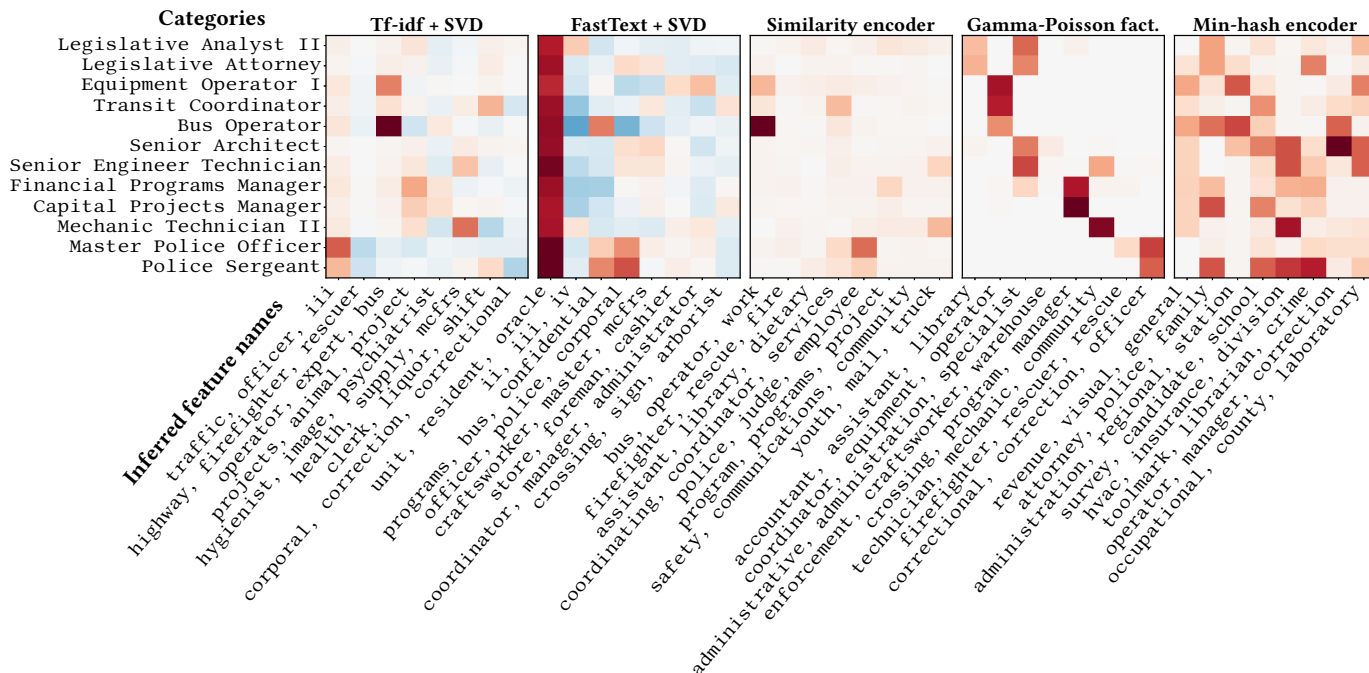 Categories
Tf-idf + SVD
FastText + SVD
Similarity encoder
Gamma-Poisson fact.
Min-hash encoder
Legislative Analyst II
Legislative Attorney
Equipment Operator I
Transit Coordinator
Bus Operator
Senior Architect
Senior Engineer Technician
Financial Programs Manager
Capital Projects Manager
Mechanic Technician II
Master Police Officer
Police Sergeant
Inferred feature names
traffic, officer, iii
highway, firefighter, rescuer
operator, expert, bus
projects, animal, project
image, psychiatrist
hygienist, health, supply, mcfrs
clerk, liquor, shift
corporal, correction, correctional
unit, resident, oracle
ii, iii, iv
programs, bus, confidential
officer, police, corporal
craftsworker, master, mcfrs
store, foreman, cashier
coordinator, manager, administrator
crossing, sign, arborist
bus, operator, work
firefighter, rescue, fire
assistant, library, dietary
coordinating, coordinator, services
police, judge, employee
program, programs, project
safety, communications, community
youth, mail, truck
accountant, assistant, library
coordinator, equipment, operator
administrative, administration, specialist
enforcement, craftsworker, warehouse
crossing, program, manager
technician, mechanic, community
firefighter, rescuer, rescue
correctional, correction, officer
revenue, visual, general
attorney, police, family
administration, regional, station
survey, candidate, school
hvac, insurance, division
toolmark, librarian, crime
operator, manager, correction
occupational, county, laboratory